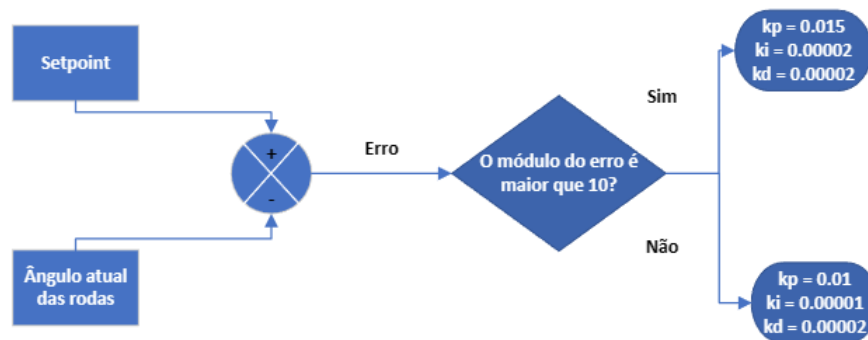 Setpoint
+
-
Ângulo atual
das rodas
Erro
O módulo do erro é
maior que 10?
Sim
kp = 0.015
ki = 0.00002
kd = 0.00002
Não
kp = 0.01
ki = 0.00001
kd = 0.00002